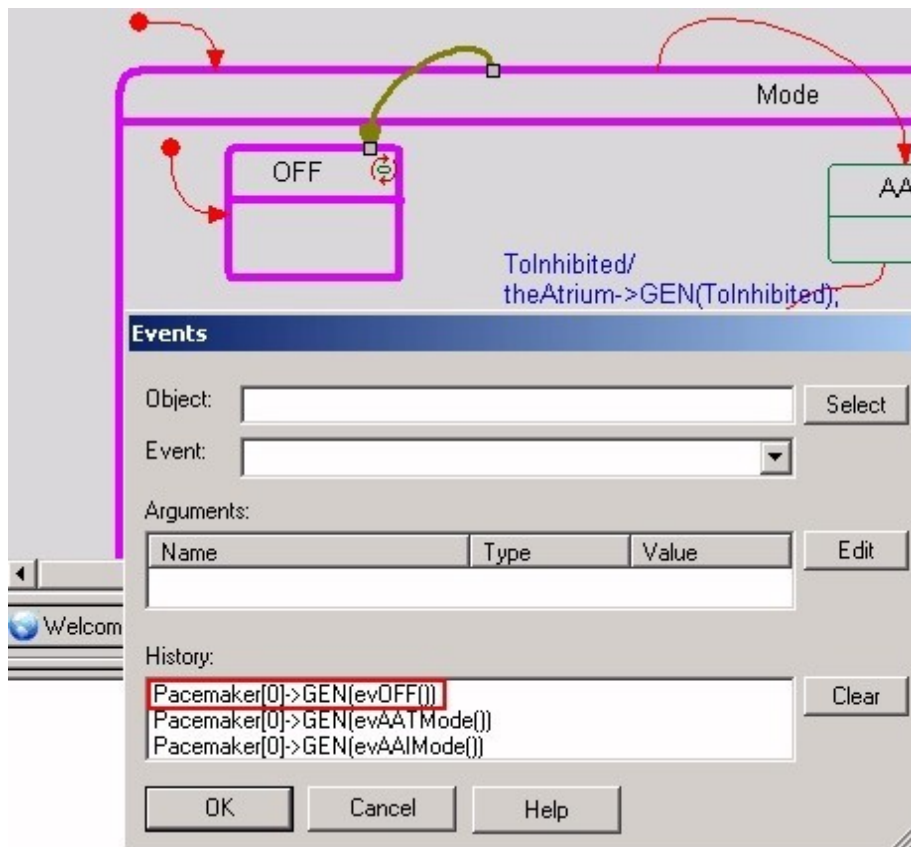 Mode
OFF
AA
ToInhibited/
theAtrium->GEN(ToInhibited);
Events
Object:
Select
Event:
Arguments:
Name Type Value
Edit
Welcom
History:
Pacemaker[0]->GEN(evOFF())
Clear
Pacemaker[0]->GEN(evAATMode())
Pacemaker[0]->GEN(evAAIMode())
OK Cancel Help